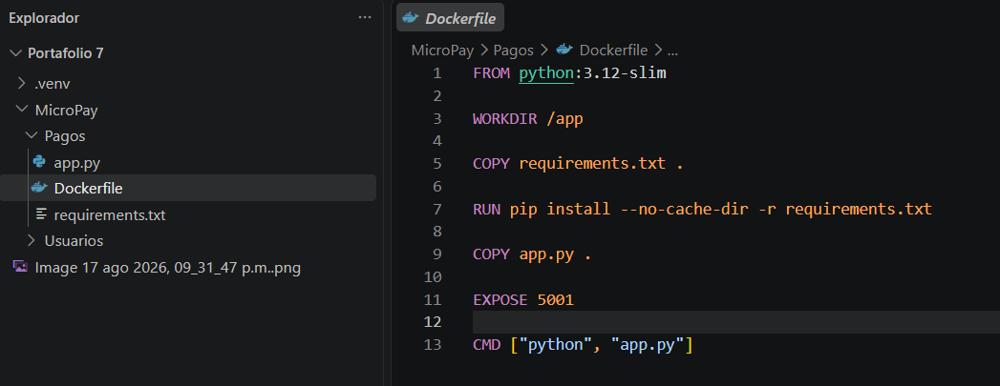 Explorador ...
Portafolio 7
.venv
MicroPay
Pagos
app.py
Dockerfile
requirements.txt
Usuarios
Image 17 ago 2026, 09_31_47 p.m..png
Dockerfile
MicroPay > Pagos > Dockerfile > ...
1 FROM python:3.12-slim
2
3 WORKDIR /app
4
5 COPY requirements.txt .
6
7 RUN pip install --no-cache-dir -r requirements.txt
8
9 COPY app.py .
10
11 EXPOSE 5001
12
13 CMD ["python", "app.py"]